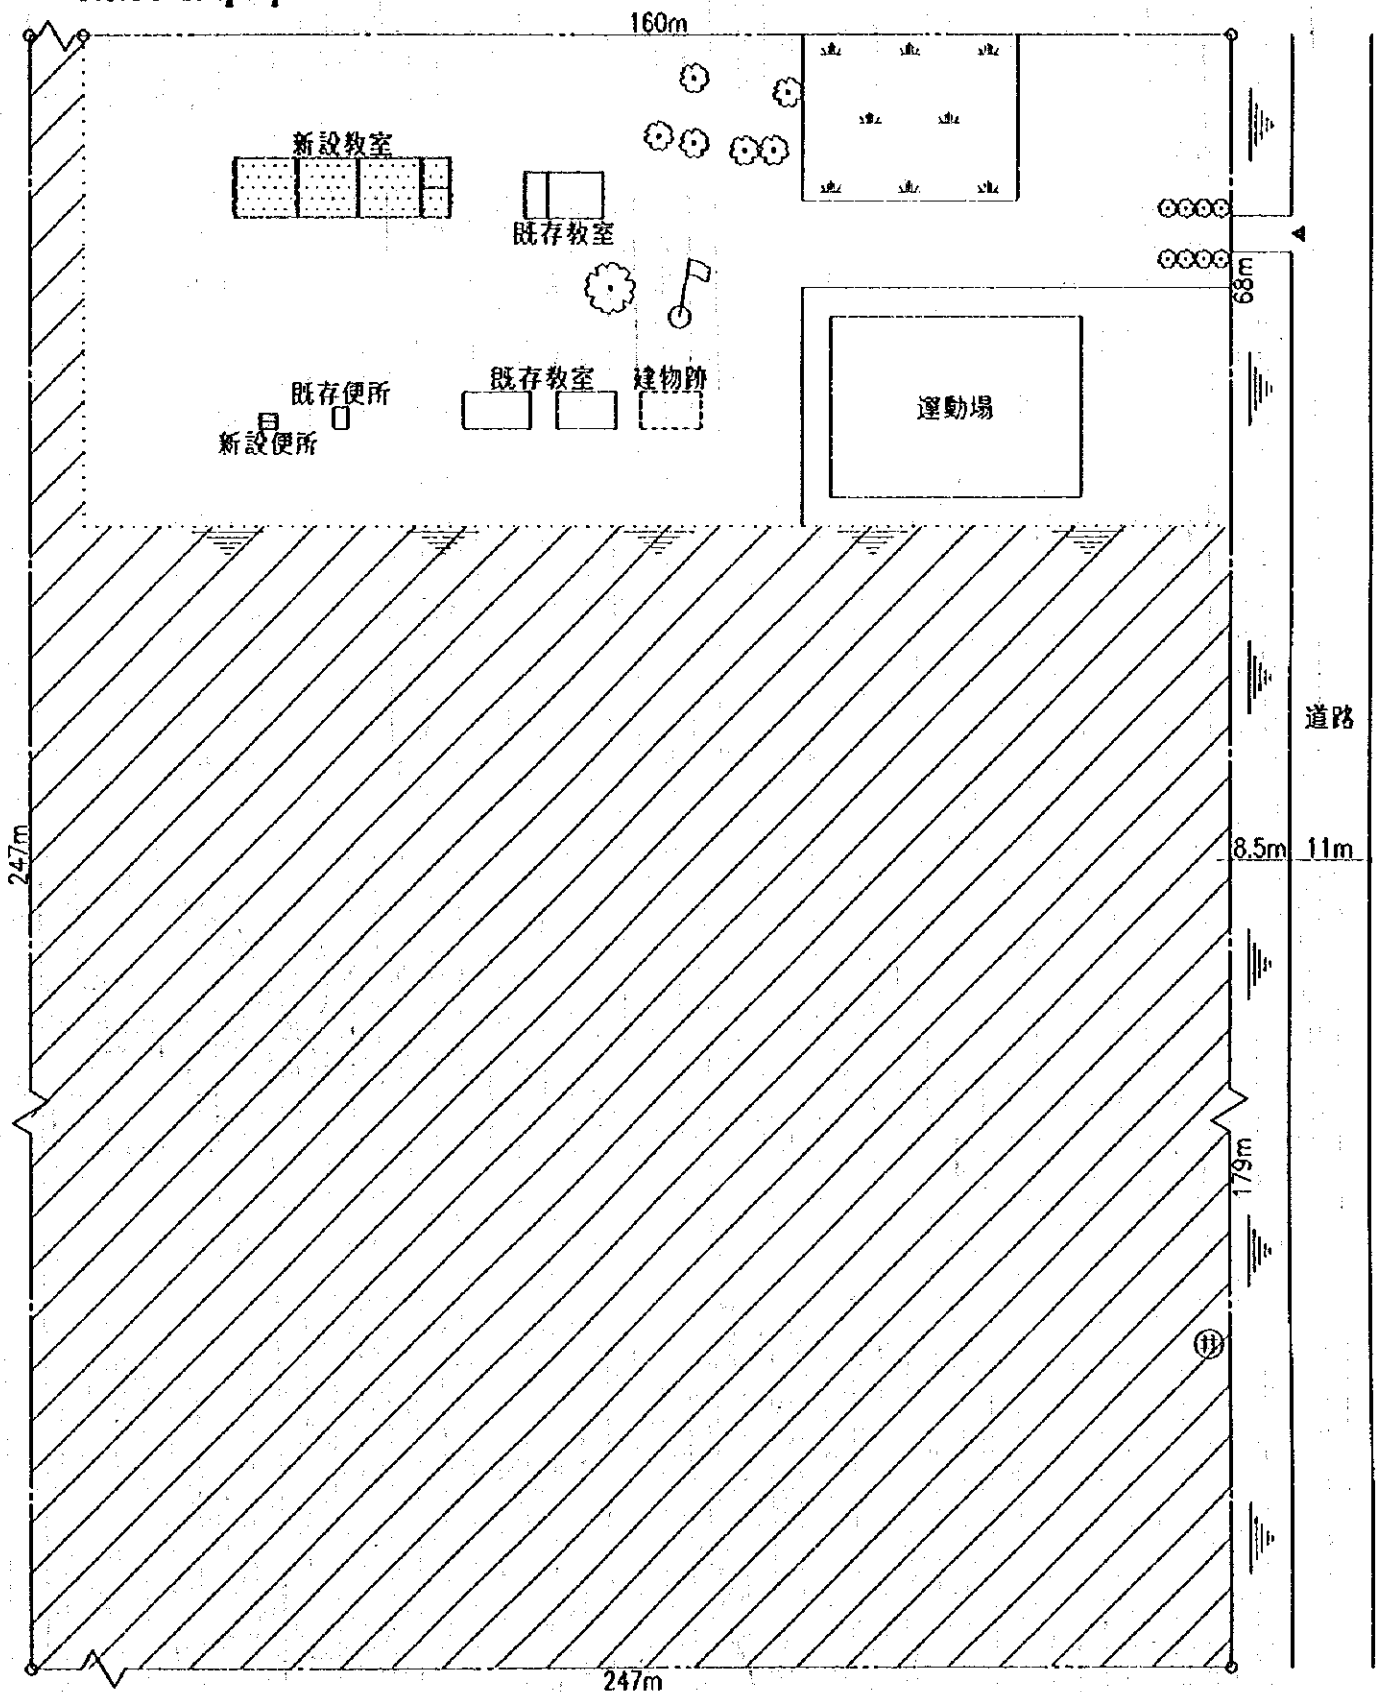 160m
新設教室
既存教室
68m
既存教室
建物跡
既存便所
運動場
新設便所
道路
247m
8.5m
11m
179m
247m